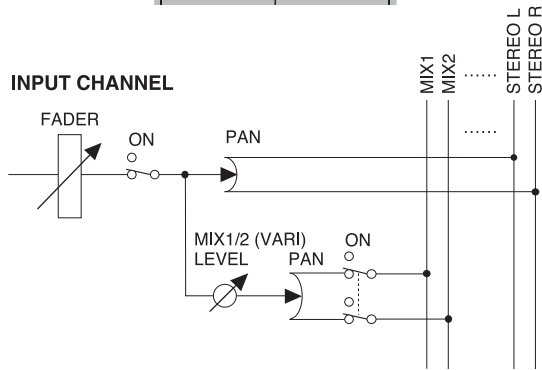 INPUT CHANNEL
FADER
ON
PAN
MIX1
MIX2
......
STEREO L
STEREO R
......
MIX1/2 (VARI)
LEVEL
PAN
ON